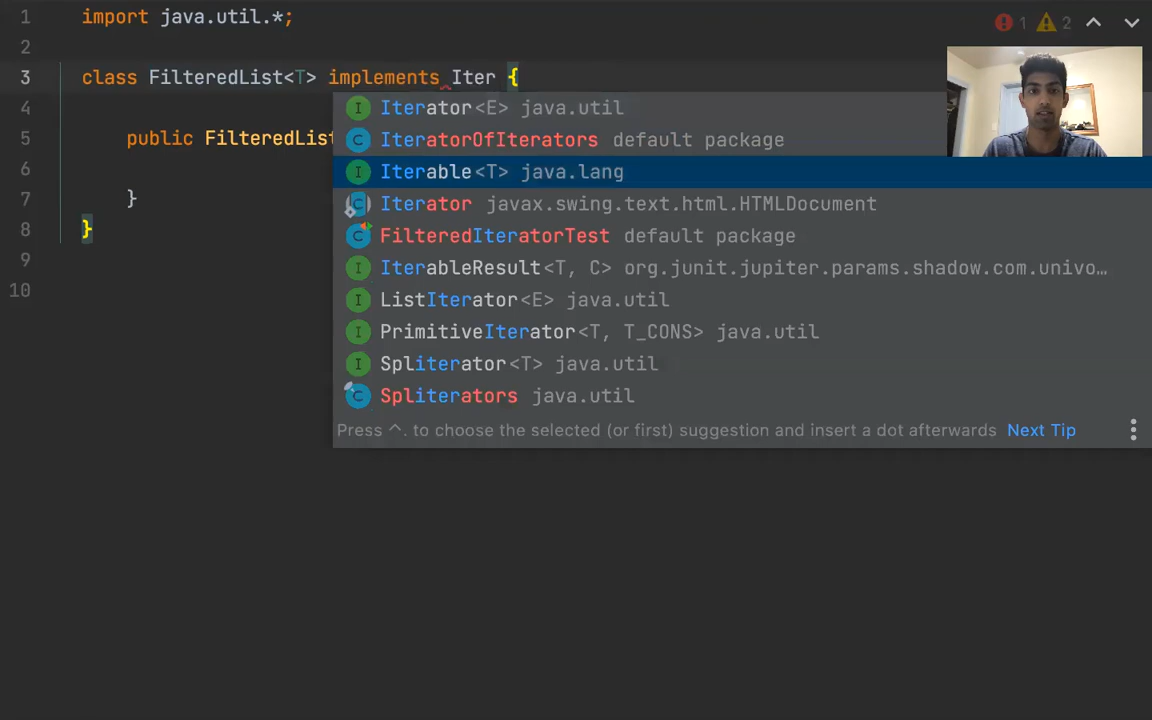 1 import java.util.*;
1 2
2
3 class FilteredList<T> implements Iter {
4
Iterator<E> java.util
5 public FilteredList
IteratorOfIterators default package
6
Iterable<T> java.lang
7 }
Iterator javax.swing.text.html.HTMLDocument
8 }
FilteredIteratorTest default package
9
IterableResult<T, C> org.junit.jupiter.params.shadow.com.univo…
10
ListIterator<E> java.util
PrimitiveIterator<T, T_CONS> java.util
Spliterator<T> java.util
Spliterators java.util
Press ^. to choose the selected (or first) suggestion and insert a dot afterwards Next Tip